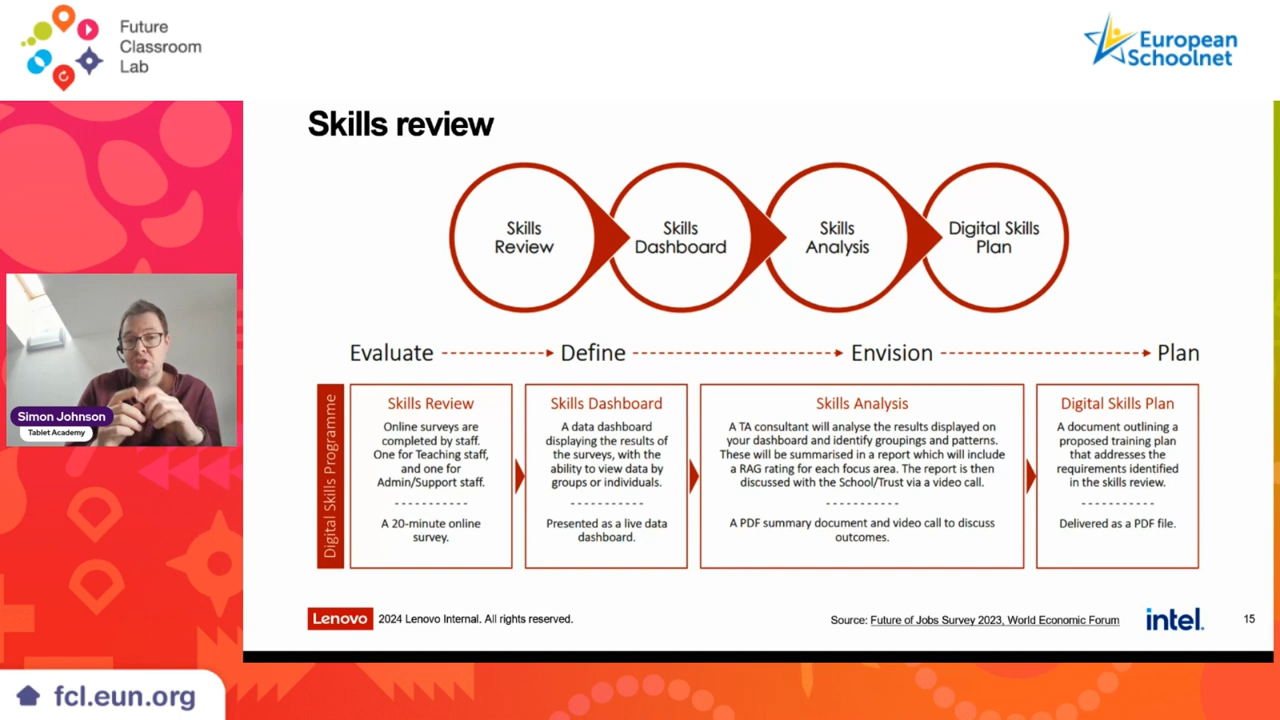 Future
Classroom
Lab
European
Schoolnet
Skills review
Skills
Review
Skills
Dashboard
Skills
Analysis
Digital Skills
Plan
Evaluate
Define
Envision
Plan
Simon Johnson
Tablet Academy
Digital Skills Programme
Skills Review
Online surveys are
completed by staff.
One for Teaching staff,
and one for
Admin/Support staff.
A 20-minute online
survey.
Skills Dashboard
A data dashboard
displaying the results of
the surveys, with the
ability to view data by
groups or individuals.
Presented as a live data
dashboard.
Skills Analysis
A TA consultant will analyse the results displayed on
your dashboard and identify groupings and patterns.
These will be summarised in a report which will include
a RAG rating for each focus area. The report is then
discussed with the School/Trust via a video call.
A PDF summary document and video call to discuss
outcomes.
Digital Skills Plan
A document outlining a
proposed training plan
that addresses the
requirements identified
in the skills review.
Delivered as a PDF file.
Lenovo
2024 Lenovo Internal. All rights reserved.
Source: Future of Jobs Survey 2023, World Economic Forum
intel.
15
fcl.eun.org